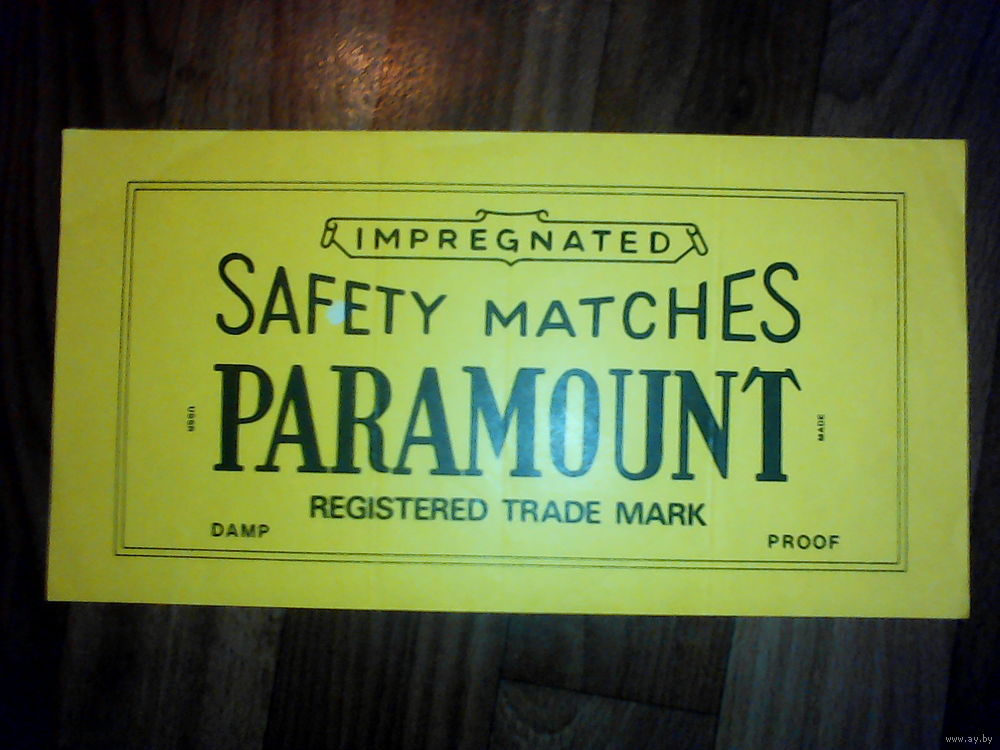 IMPREGNATED
SAFETY MATCHES
PARAMOUNT
USSR
MADE
REGISTERED TRADE MARK
DAMP PROOF
www.ay.by